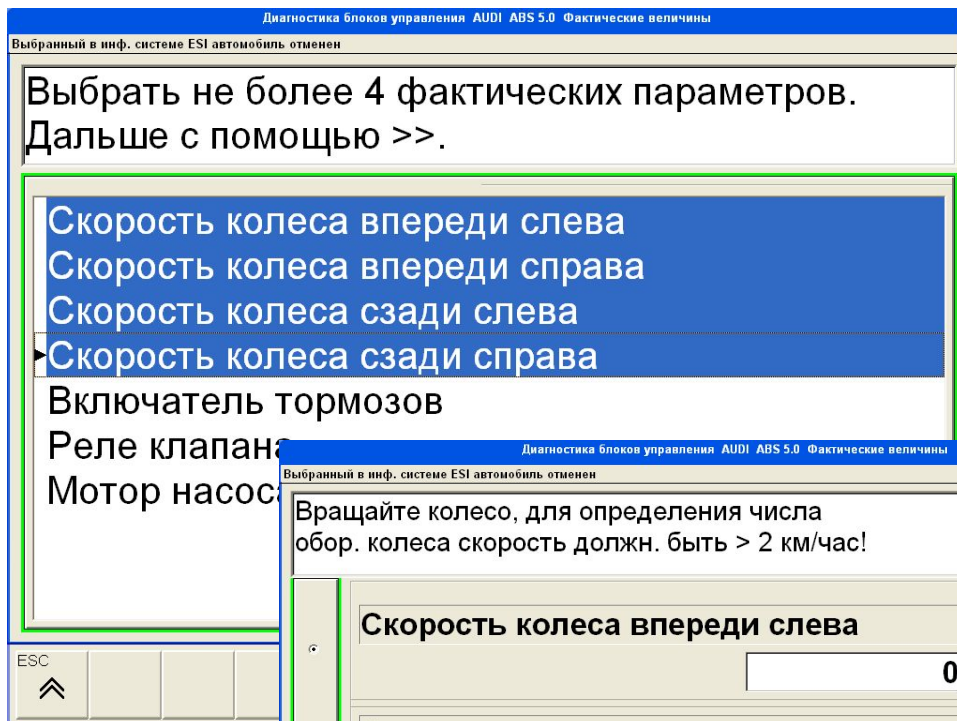 Диагностика блоков управления AUDI ABS 5.0 Фактические величины
Выбранный в инф. системе ESI автомобиль отменен
Выбрать не более 4 фактических параметров.
Дальше с помощью >>.
Скорость колеса впереди слева
Скорость колеса впереди справа
Скорость колеса сзади слева
Скорость колеса сзади справа
Включатель тормозов
Реле клапана
Мотор насоса
ESC
Диагностика блоков управления AUDI ABS 5.0 Фактические величины
Выбранный в инф. системе ESI автомобиль отменен
Вращайте колесо, для определения числа
обор. колеса скорость должн. быть > 2 км/час!
Скорость колеса впереди слева
0